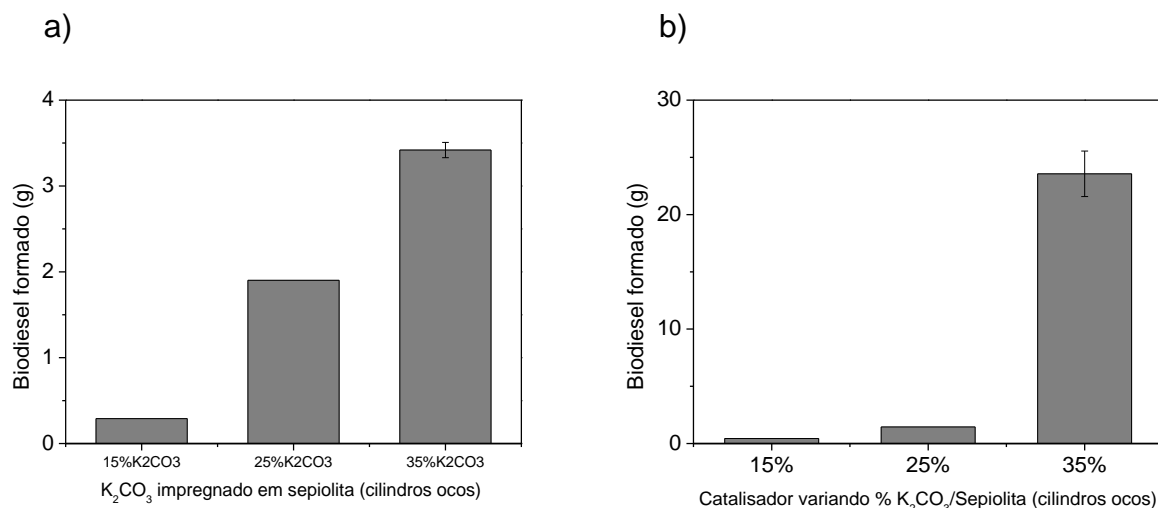 a)
4
3
2
1
0
Biodiesel formado (g)
15%K2CO3 25%K2CO3 35%K2CO3
K₂CO₃ impregnado em sepiolita (cilindros ocos)
b)
30
20
10
0
Biodiesel formado (g)
15% 25% 35%
Catalisador variando % K₂CO₃/Sepiolita (cilindros ocos)